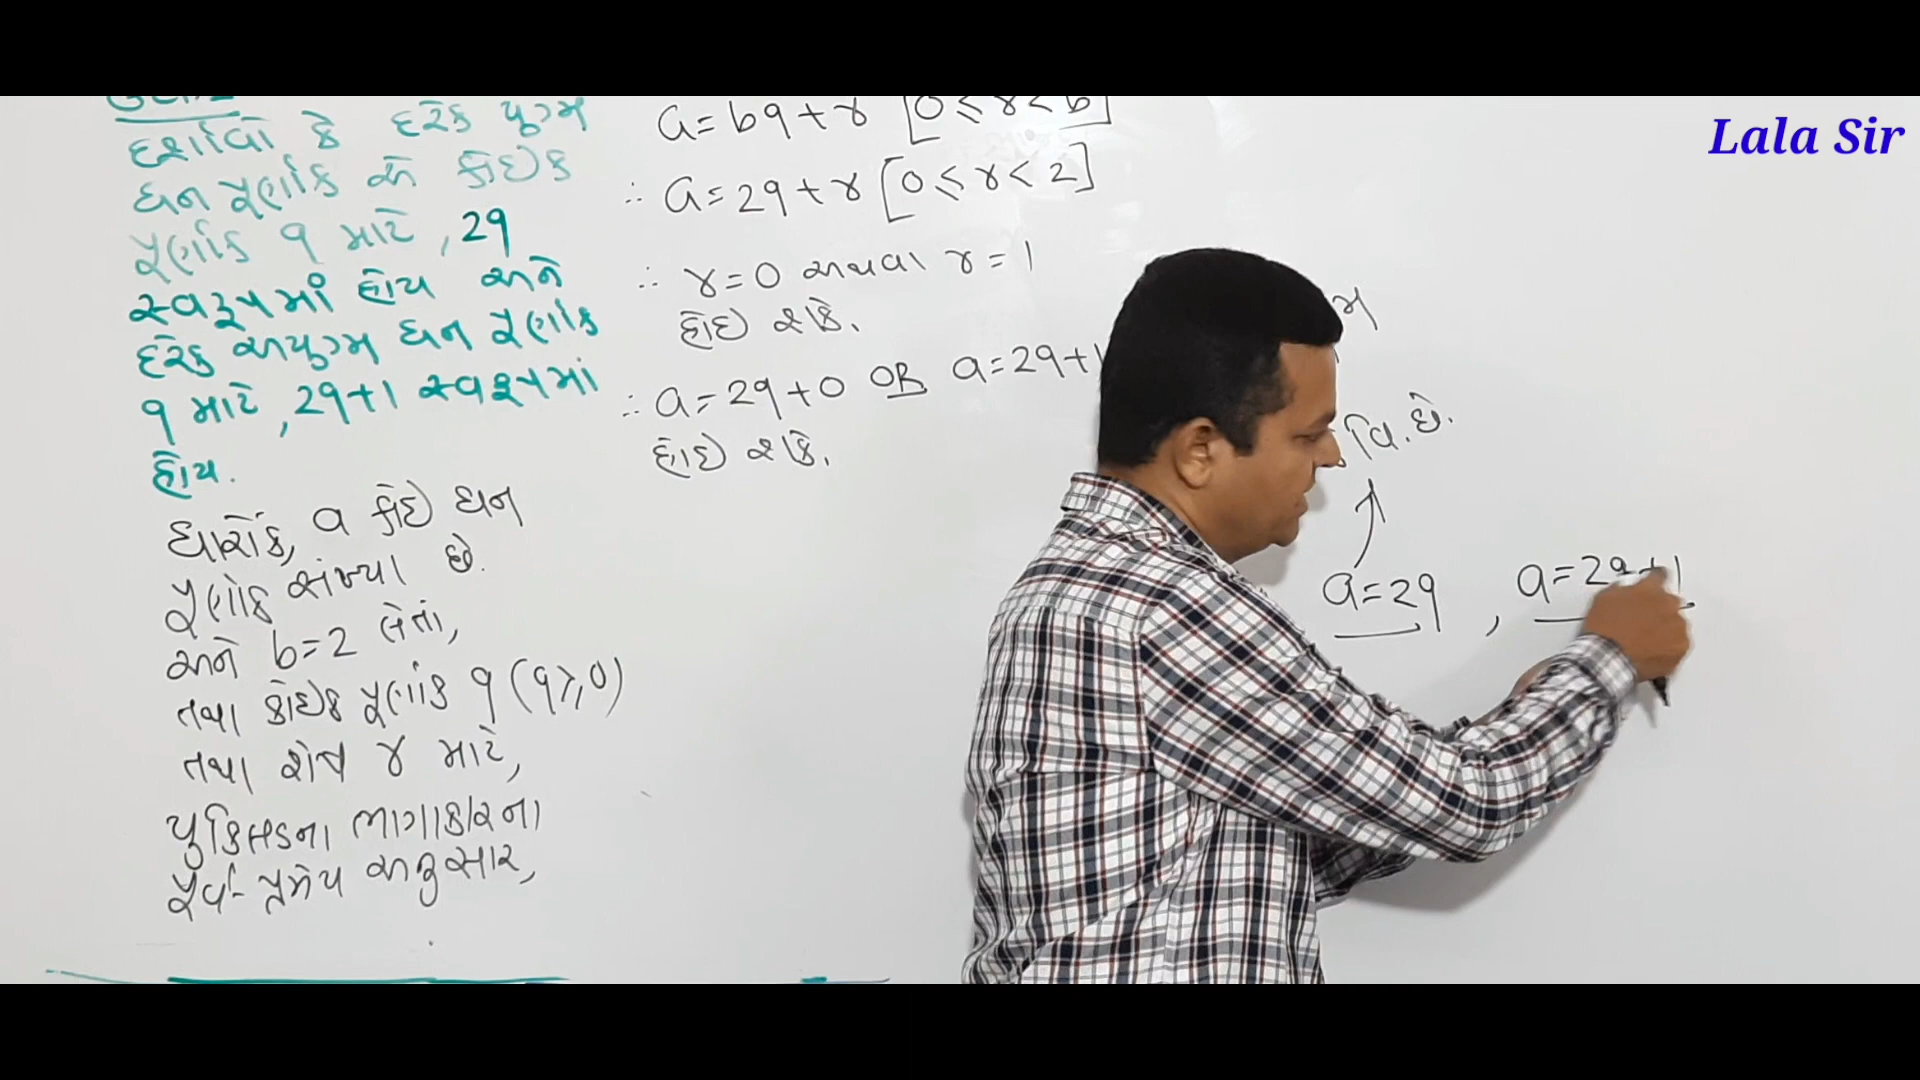 Lala Sir
દર્શાવો કે દરેક યુગ્મ
ધન પૂર્ણાંક એ કોઈક
પૂર્ણાંક q માટે, 2q
સ્વરૂપમાં હોય અને
દરેક અયુગ્મ ધન પૂર્ણાંક
q માટે, 2q+1 સ્વરૂપમાં
હોય.
ધારોકે, a કોઈ ધન
પૂર્ણાંક સંખ્યા છે.
અને b=2 લેતાં,
તથા કોઈક પૂર્ણાંક q (q≥0)
તથા શેષ r માટે,
યુક્લિડના ભાગાકારના
પૂર્વ-પ્રમેય અનુસાર,
a=bq+r [0≤r<b]
∴ a=2q+r [0≤r<2]
∴ r=0 અથવા r=1
હોઈ શકે.
∴ a=2q+0 OR a=2q+1
હોઈ શકે.
વિ. છે.
a=2q , a=2q+1